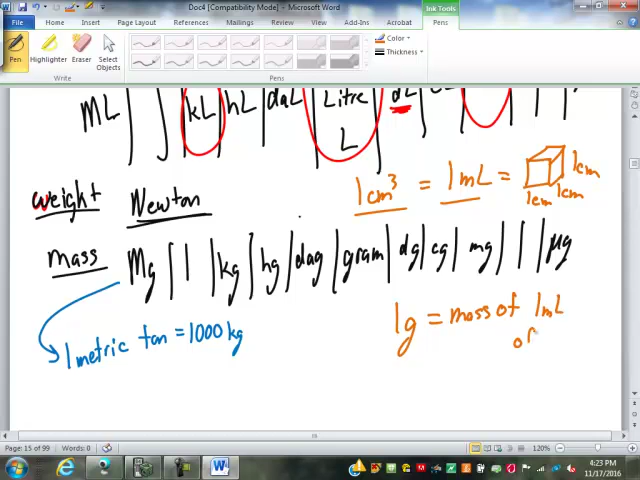 Doc4 [Compatibility Mode] - Microsoft Word
Ink Tools
File Home Insert Page Layout References Mailings Review View Add-Ins Acrobat Pens
Pen Highlighter Eraser Select Objects
Color
Thickness
Write Pens
ML | | | kL | hL | daL | Litre L | dL
weight Newton 1cm³ = 1mL = 1cm 1cm 1cm
mass Mg | | | kg | hg | dag | gram | dg | cg | mg | | | µg
1 metric ton = 1000 kg
1g = mass of 1mL
of
Page: 15 of 99
120%
4:23 PM
11/17/2016